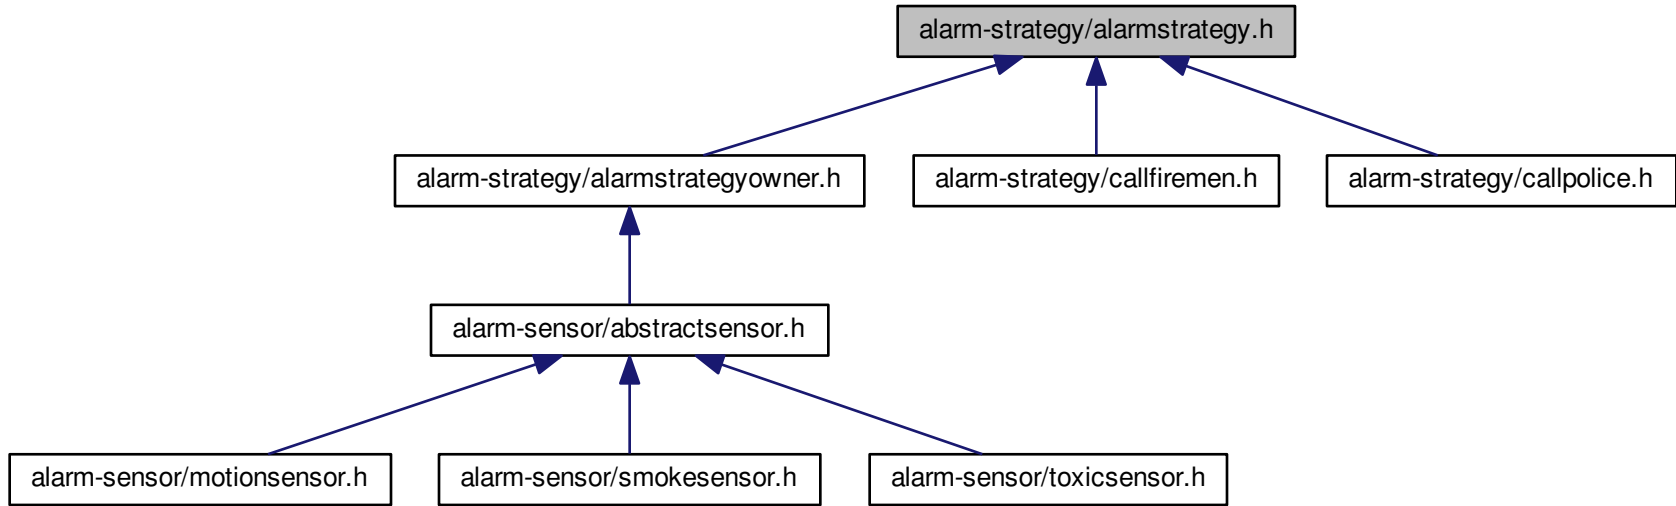 alarm-strategy/alarmstrategy.h
alarm-strategy/alarmstrategyowner.h
alarm-strategy/callfiremen.h
alarm-strategy/callpolice.h
alarm-sensor/abstractsensor.h
alarm-sensor/motionsensor.h
alarm-sensor/smokesensor.h
alarm-sensor/toxicsensor.h